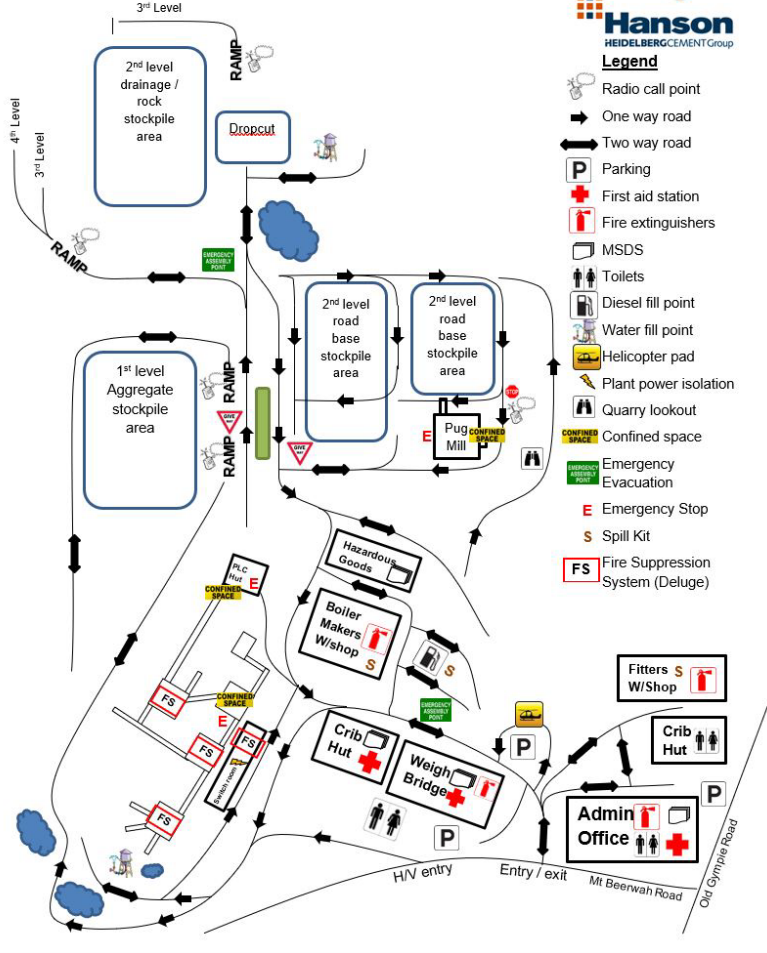 3rd Level
RAMP
2nd level
drainage /
rock
stockpile
area
Dropcut
4th Level
3rd Level
RAMP
EMERGENCY
ASSEMBLY
POINT
2nd level
road
base
stockpile
area
2nd level
road
base
stockpile
area
1st level
Aggregate
stockpile
area
RAMP
GIVE
WAY
RAMP
GIVE
WAY
STOP
E
Pug
Mill
CONFINED
SPACE
Hazardous
Goods
PLC
Hut
E
CONFINED
SPACE
Boiler
Makers
W/shop
S
S
FS
CONFINED
SPACE
E
FS
FS
Switch room
FS
EMERGENCY
ASSEMBLY
POINT
Crib
Hut
Weigh
Bridge
P
P
Fitters S
W/Shop
Crib
Hut
P
Admin
Office
H/V entry
Entry / exit
Mt Beerwah Road
Old Gympie Road
Hanson
HEIDELBERGCEMENT Group
Legend
Radio call point
One way road
Two way road
P Parking
First aid station
Fire extinguishers
MSDS
Toilets
Diesel fill point
Water fill point
Helicopter pad
Plant power isolation
Quarry lookout
CONFINED
SPACE
Confined space
EMERGENCY
ASSEMBLY
POINT
Emergency
Evacuation
E Emergency Stop
S Spill Kit
FS Fire Suppression
System (Deluge)